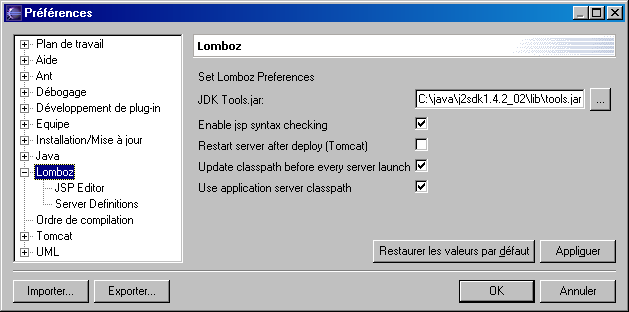 Préférences
Plan de travail
Aide
Ant
Débogage
Développement de plug-in
Equipe
Installation/Mise à jour
Java
Lomboz
JSP Editor
Server Definitions
Ordre de compilation
Tomcat
UML
Lomboz
Set Lomboz Preferences
JDK Tools.jar: C:\java\j2sdk1.4.2_02\lib\tools.jar ...
Enable jsp syntax checking
Restart server after deploy (Tomcat)
Update classpath before every server launch
Use application server classpath
Restaurer les valeurs par défaut Appliquer
Importer... Exporter... OK Annuler